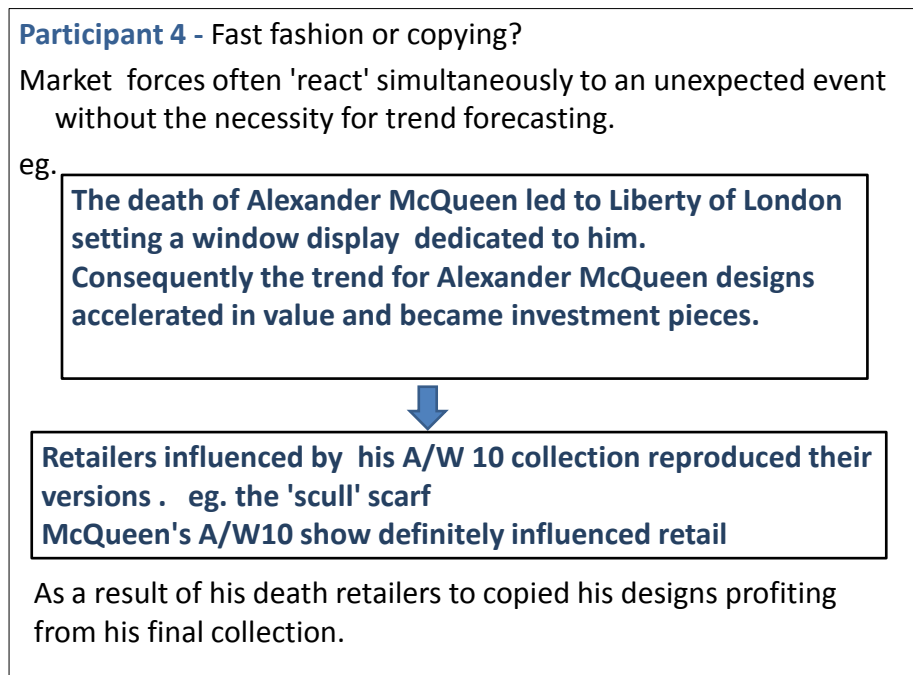 Participant 4 - Fast fashion or copying?
Market forces often 'react' simultaneously to an unexpected event
without the necessity for trend forecasting.
eg.
The death of Alexander McQueen led to Liberty of London
setting a window display dedicated to him.
Consequently the trend for Alexander McQueen designs
accelerated in value and became investment pieces.
Retailers influenced by his A/W 10 collection reproduced their
versions . eg. the 'scull' scarf
McQueen's A/W10 show definitely influenced retail
As a result of his death retailers to copied his designs profiting
from his final collection.